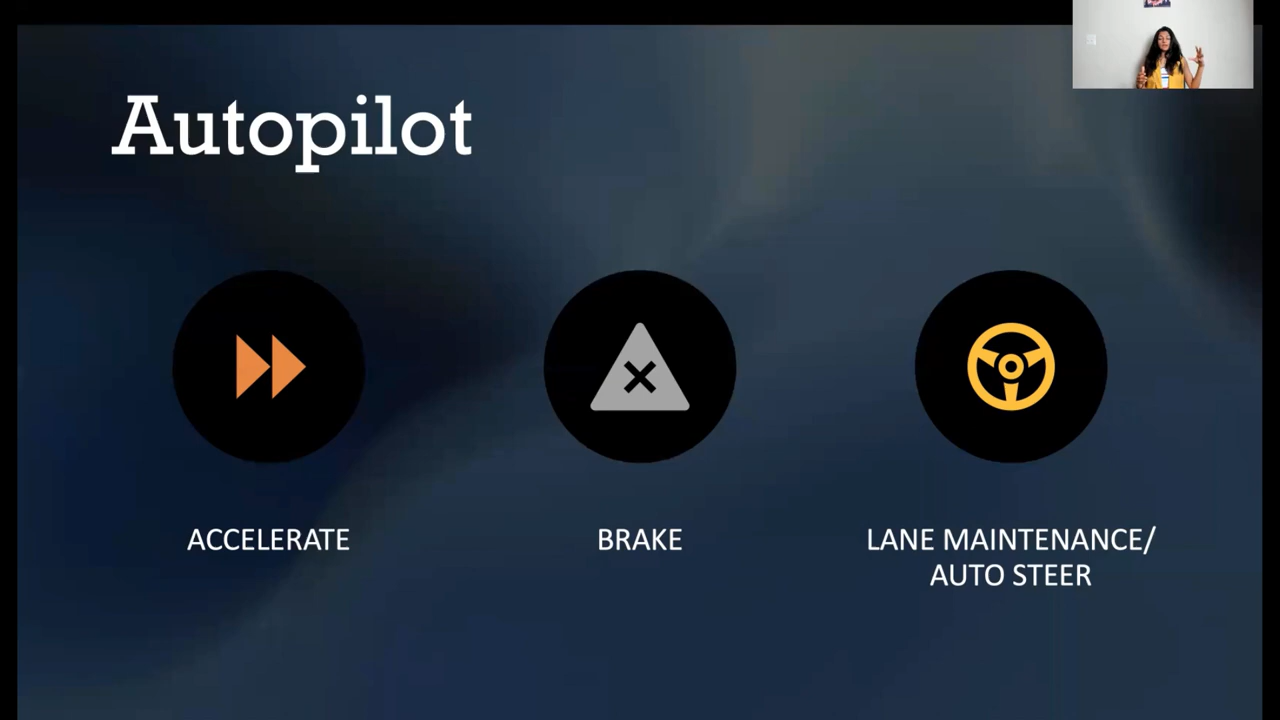 Autopilot
ACCELERATE
BRAKE
LANE MAINTENANCE/
AUTO STEER